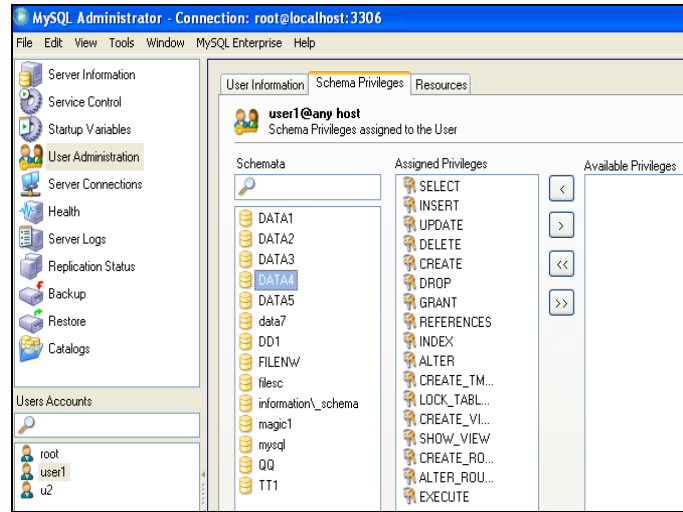 MySQL Administrator - Connection: root@localhost:3306
File Edit View Tools Window MySQL Enterprise Help
Server Information
Service Control
Startup Variables
User Administration
Server Connections
Health
Server Logs
Replication Status
Backup
Restore
Catalogs
Users Accounts
root
user1
u2
User Information Schema Privileges Resources
user1@any host
Schema Privileges assigned to the User
Schemata
DATA1
DATA2
DATA3
DATA4
DATA5
data7
DD1
FILENW
filesc
information\_schema
magic1
mysql
QQ
TT1
Assigned Privileges
SELECT
INSERT
UPDATE
DELETE
CREATE
DROP
GRANT
REFERENCES
INDEX
ALTER
CREATE_TM...
LOCK_TABL...
CREATE_VI...
SHOW_VIEW
CREATE_RO...
ALTER_ROU...
EXECUTE
<
>
<<
>>
Available Privileges